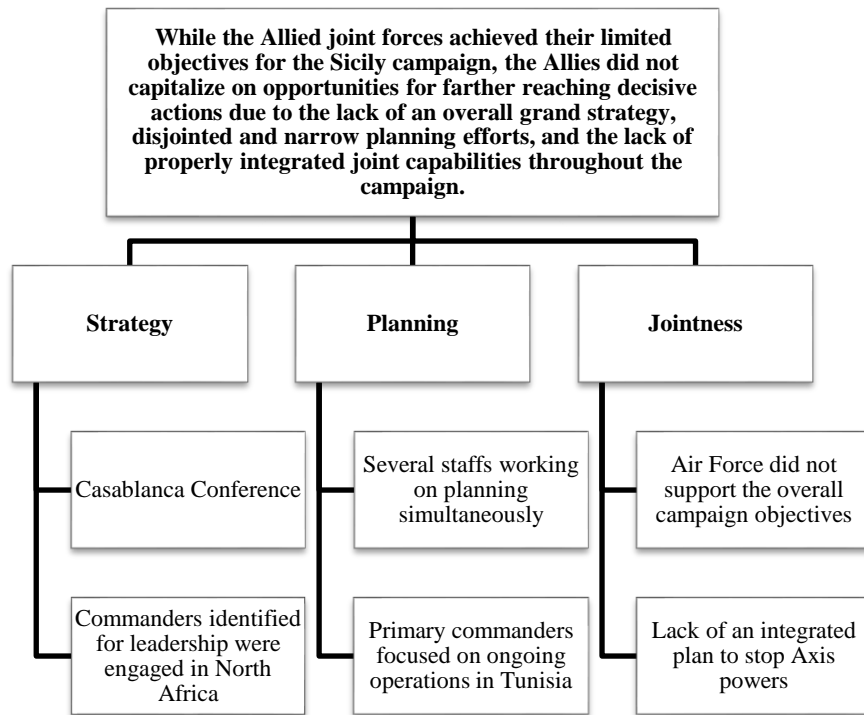 While the Allied joint forces achieved their limited
objectives for the Sicily campaign, the Allies did not
capitalize on opportunities for farther reaching decisive
actions due to the lack of an overall grand strategy,
disjointed and narrow planning efforts, and the lack of
properly integrated joint capabilities throughout the
campaign.
Strategy
Casablanca Conference
Commanders identified
for leadership were
engaged in North
Africa
Planning
Several staffs working
on planning
simultaneously
Primary commanders
focused on ongoing
operations in Tunisia
Jointness
Air Force did not
support the overall
campaign objectives
Lack of an integrated
plan to stop Axis
powers